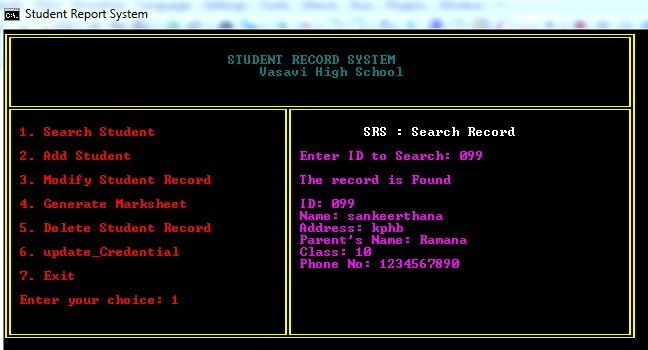 Student Report System
STUDENT RECORD SYSTEM
Vasavi High School
1. Search Student
2. Add Student
3. Modify Student Record
4. Generate Marksheet
5. Delete Student Record
6. update_Credential
7. Exit
Enter your choice: 1
SRS : Search Record
Enter ID to Search: 099
The record is Found
ID: 099
Name: sankeerthana
Address: kphb
Parent's Name: Ramana
Class: 10
Phone No: 1234567890